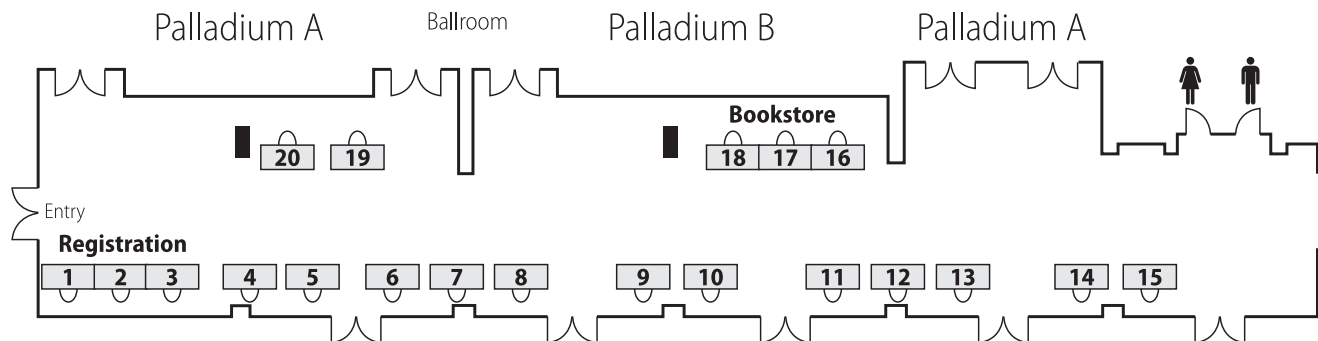 Palladium A Ballroom Palladium B Palladium A
Bookstore
20 19 18 17 16
Entry
Registration
1 2 3 4 5 6 7 8 9 10 11 12 13 14 15